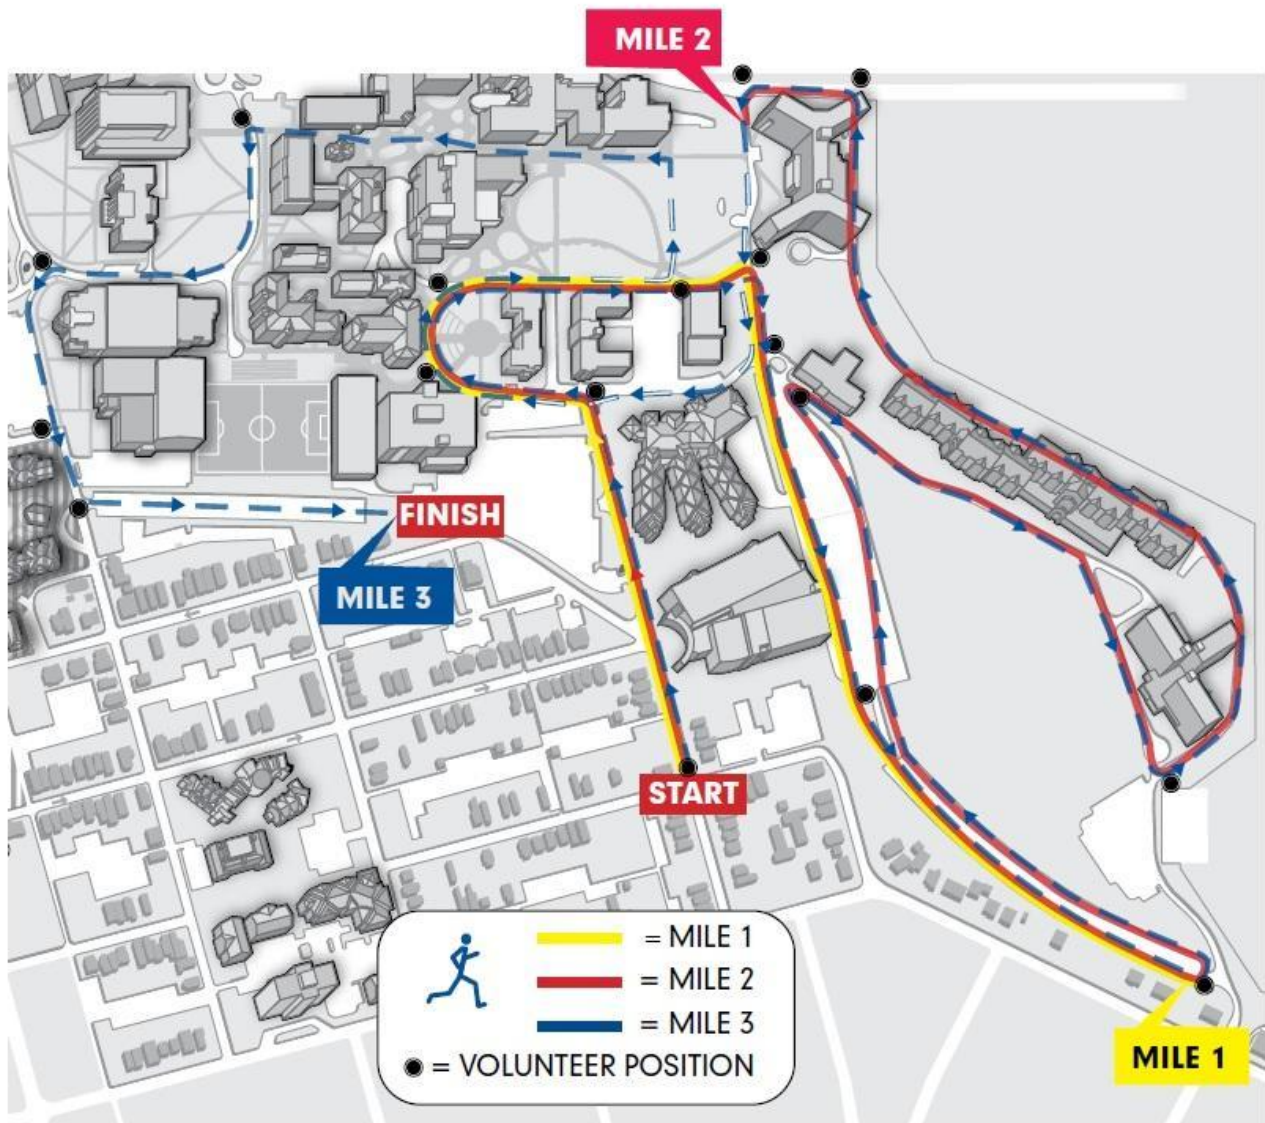 MILE 2
FINISH
MILE 3
START
= MILE 1
= MILE 2
= MILE 3
= VOLUNTEER POSITION
MILE 1